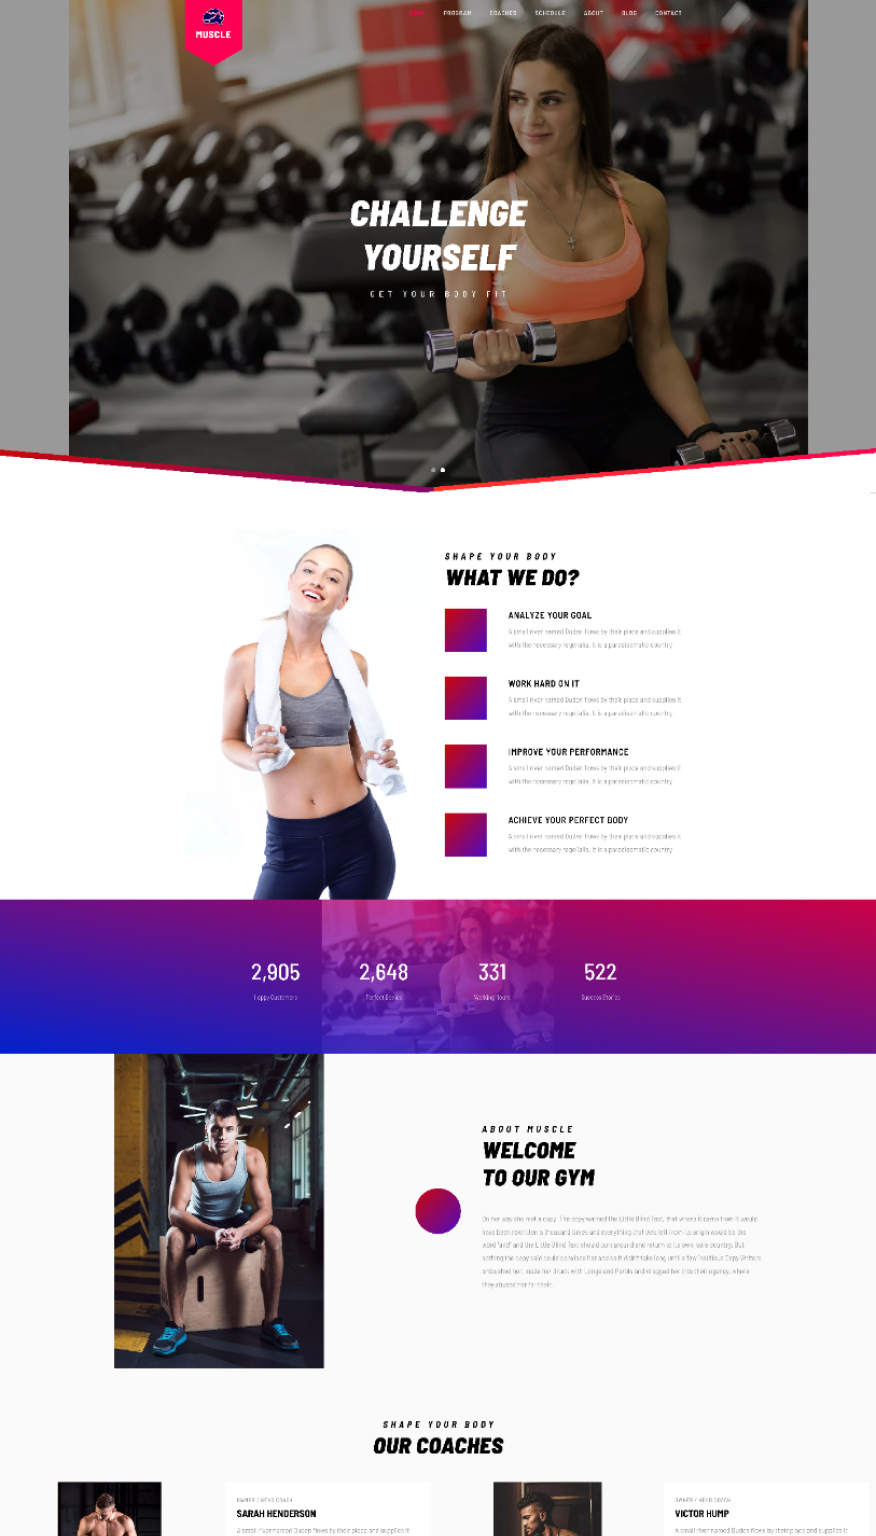 MUSCLE
HOME PROGRAM COACHES SCHEDULE ABOUT BLOG CONTACT
CHALLENGE
YOURSELF
GET YOUR BODY FIT
SHAPE YOUR BODY
WHAT WE DO?
ANALYZE YOUR GOAL
A small river named Duden flows by their place and supplies it
with the necessary regelialia. It is a paradisematic country.
WORK HARD ON IT
A small river named Duden flows by their place and supplies it
with the necessary regelialia. It is a paradisematic country.
IMPROVE YOUR PERFORMANCE
A small river named Duden flows by their place and supplies it
with the necessary regelialia. It is a paradisematic country.
ACHIEVE YOUR PERFECT BODY
A small river named Duden flows by their place and supplies it
with the necessary regelialia. It is a paradisematic country.
2,905 2,648 331 522
Happy Customers Perfect Bodies Working Hours Success Stories
ABOUT MUSCLE
WELCOME
TO OUR GYM
On her way she met a copy. The copy warned the Little Blind Text, that where it came from it would
have been rewritten a thousand times and everything that was left from its origin would be the
word "and" and the Little Blind Text should turn around and return to its own, safe country. But
nothing the copy said could convince her and so it didn't take long until a few insidious Copy Writers
ambushed her, made her drunk with Longe and Parole and dragged her into their agency, where
they abused her for their.
SHAPE YOUR BODY
OUR COACHES
OWNER / HEAD COACH
SARAH HENDERSON
A small river named Duden flows by their place and supplies it
OWNER / HEAD COACH
VICTOR HUMP
A small river named Duden flows by their place and supplies it